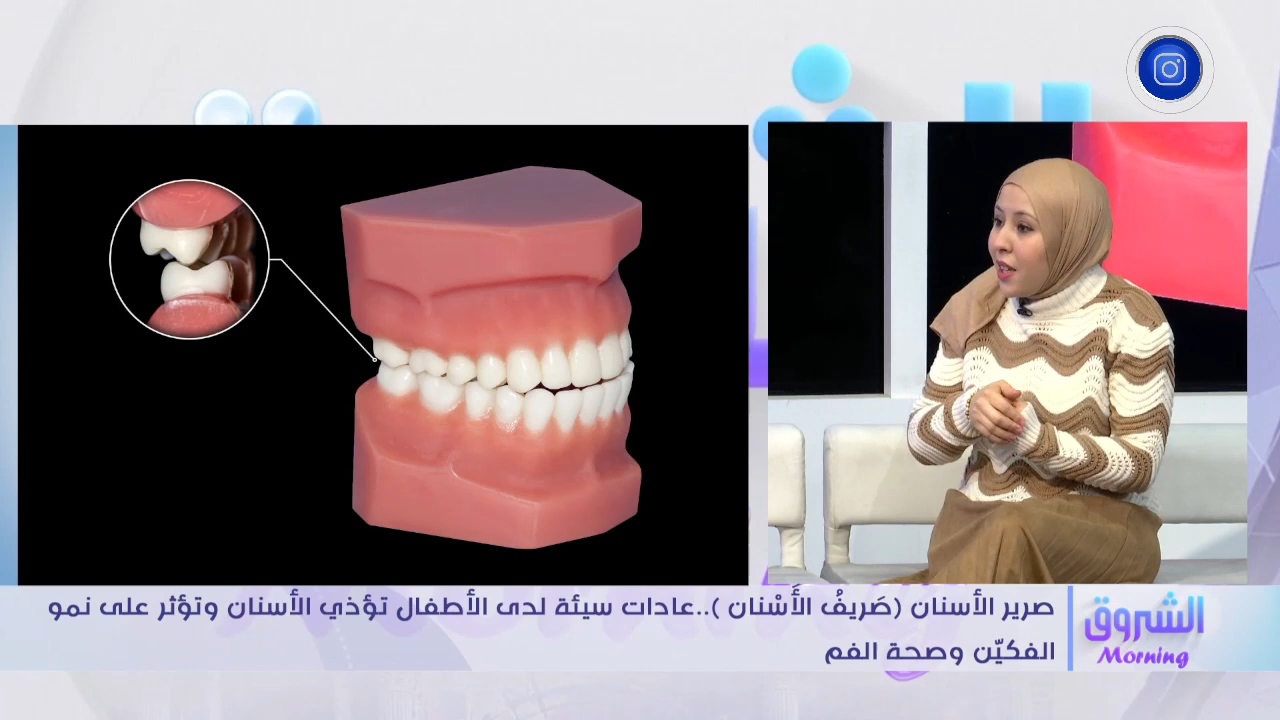 صرير الأسنان (صَريفُ الأَسْنان )..عادات سيئة لدى الأطفال تؤذي الأسنان وتؤثر على نمو
الفكيّن وصحة الفم
الشروق
Morning